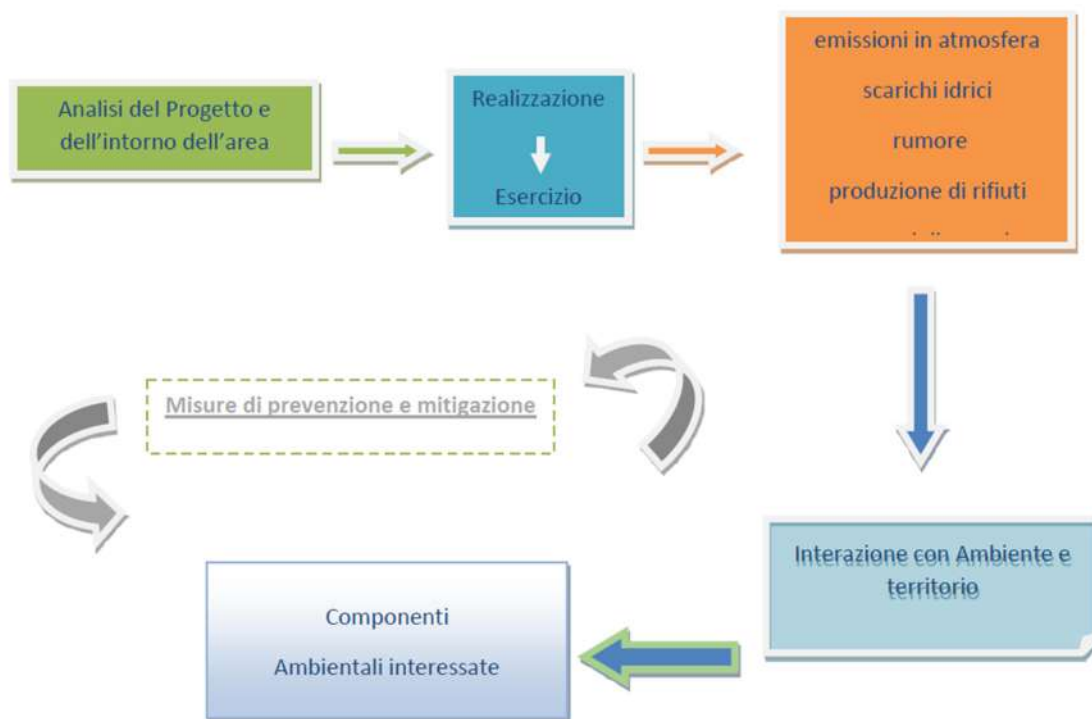 Analisi del Progetto e
dell’intorno dell’area
Realizzazione
Esercizio
emissioni in atmosfera
scarichi idrici
rumore
produzione di rifiuti
Misure di prevenzione e mitigazione
Interazione con Ambiente e
territorio
Componenti
Ambientali interessate